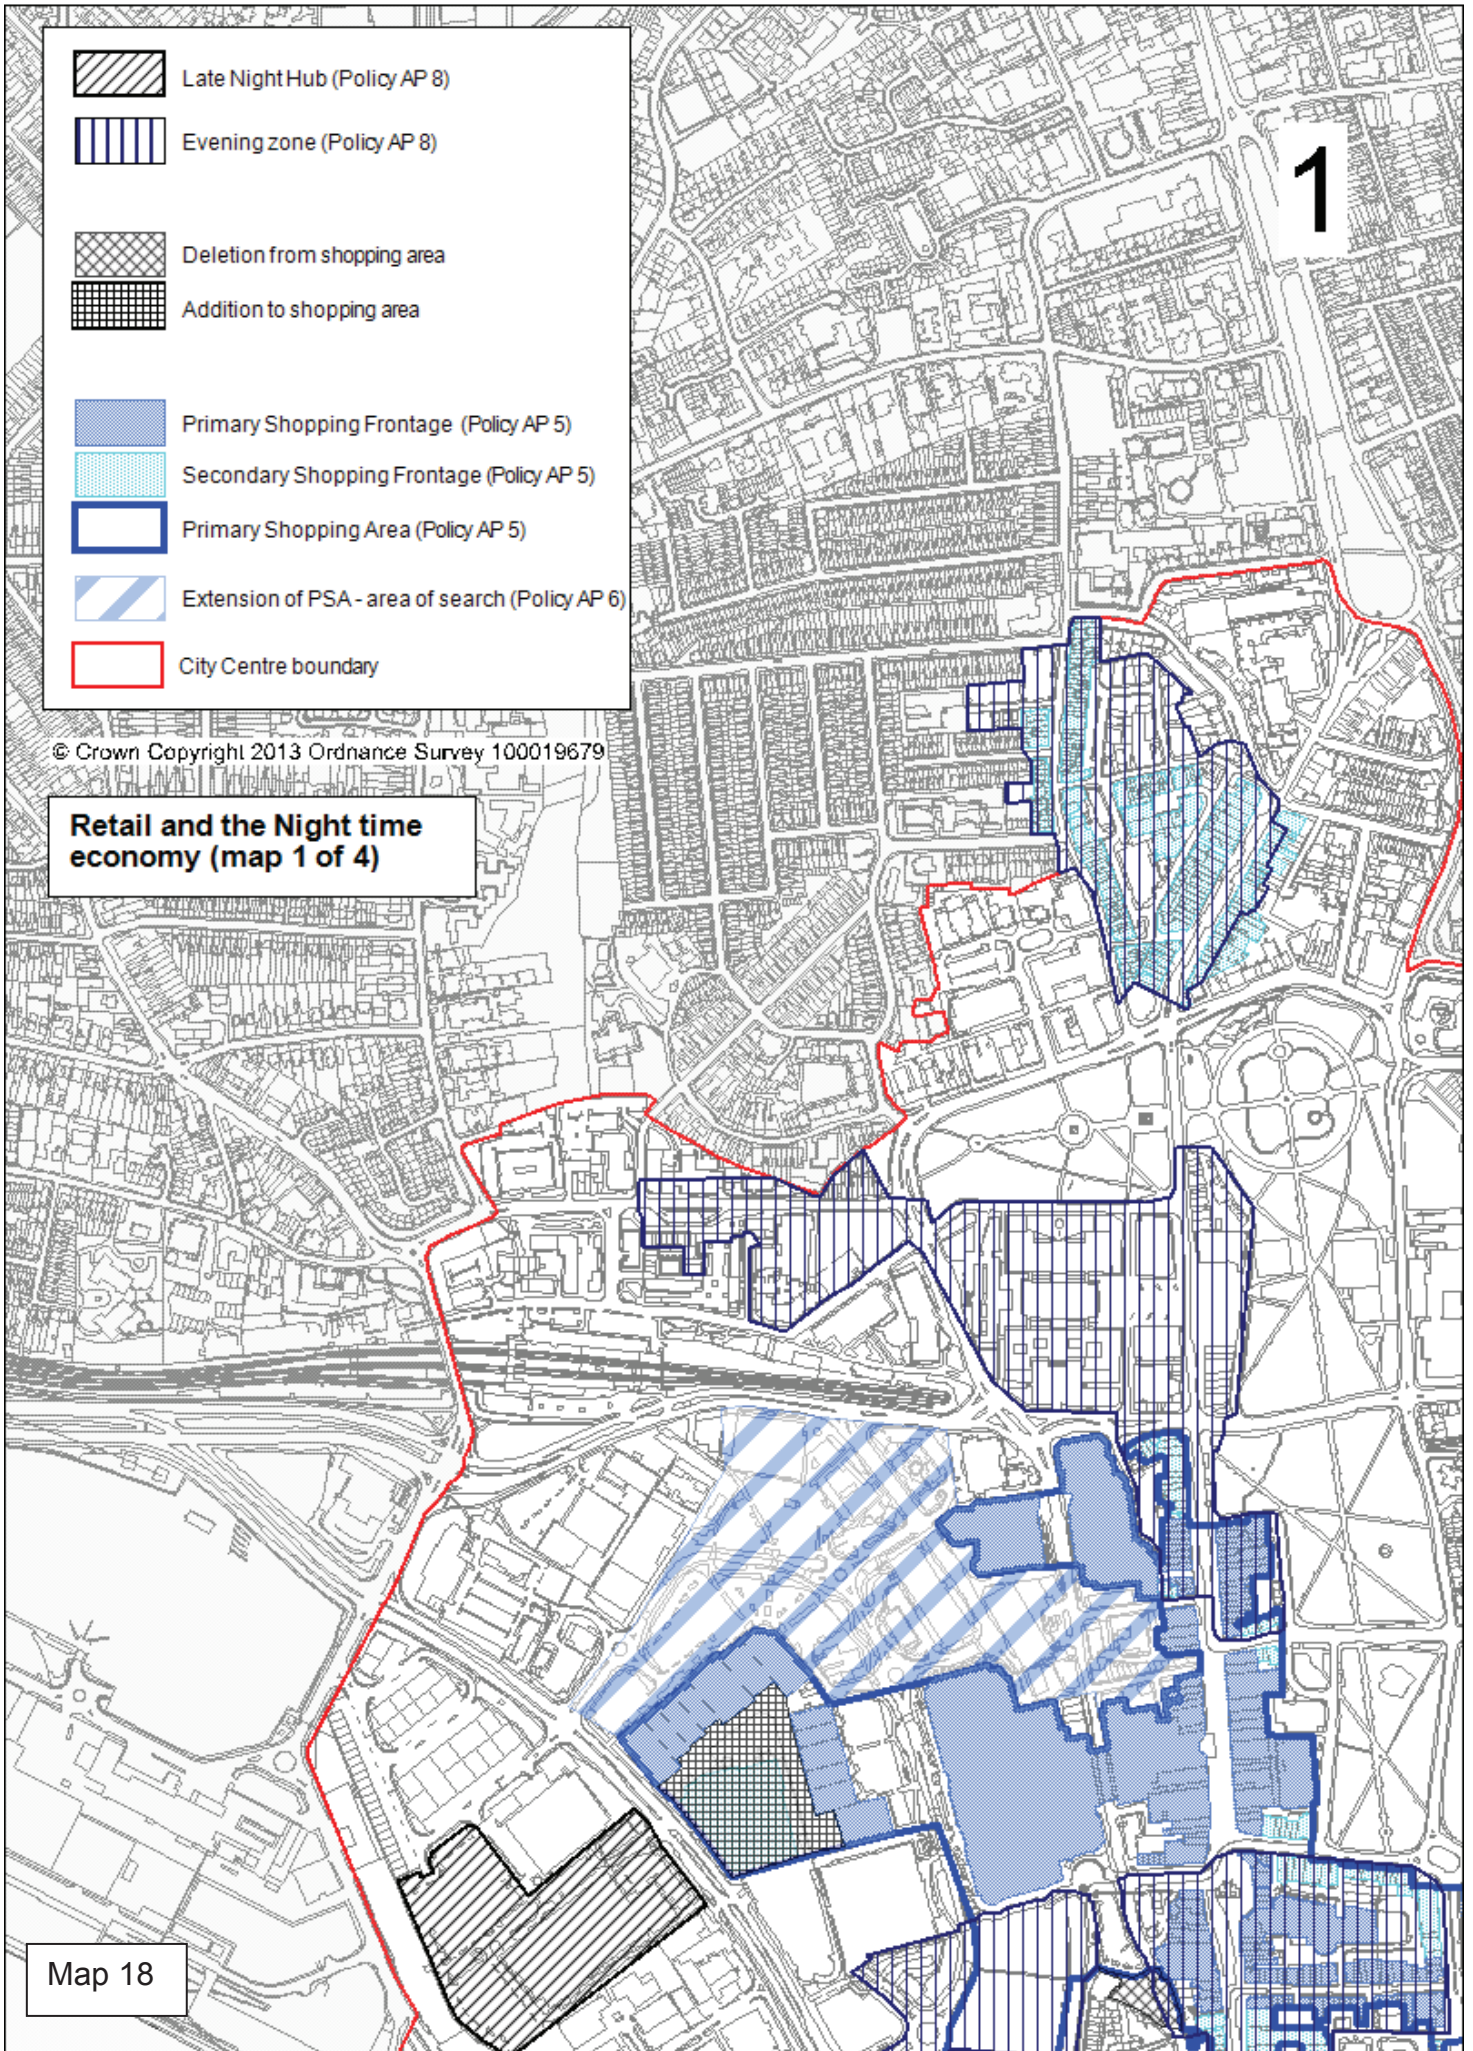 Late Night Hub (Policy AP 8)
Evening zone (Policy AP 8)
Deletion from shopping area
Addition to shopping area
Primary Shopping Frontage (Policy AP 5)
Secondary Shopping Frontage (Policy AP 5)
Primary Shopping Area (Policy AP 5)
Extension of PSA - area of search (Policy AP 6)
City Centre boundary
1
© Crown Copyright 2013 Ordnance Survey 100019679
Retail and the Night time
economy (map 1 of 4)
Map 18